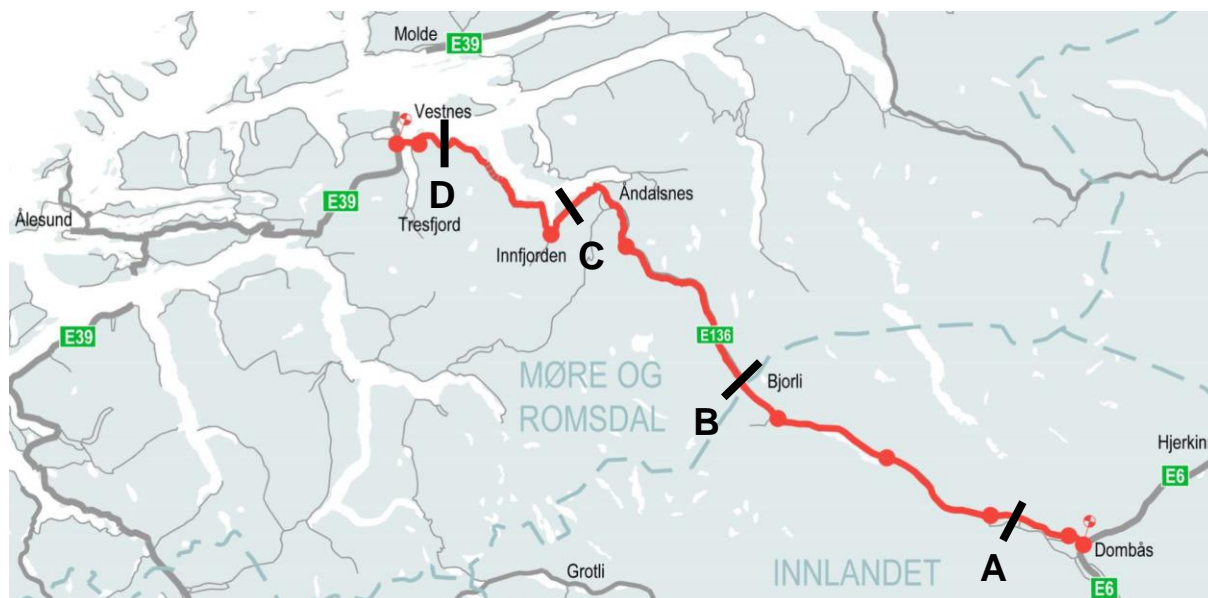 Molde
E39
Vestnes
D
Åndalsnes
E39
Ålesund
Tresfjord
Innfjorden
C
E39
E136
MØRE OG
ROMSDAL
Bjorli
B
Hjerkinn
E6
Dombås
A
INNLANDET
Grotli
E6